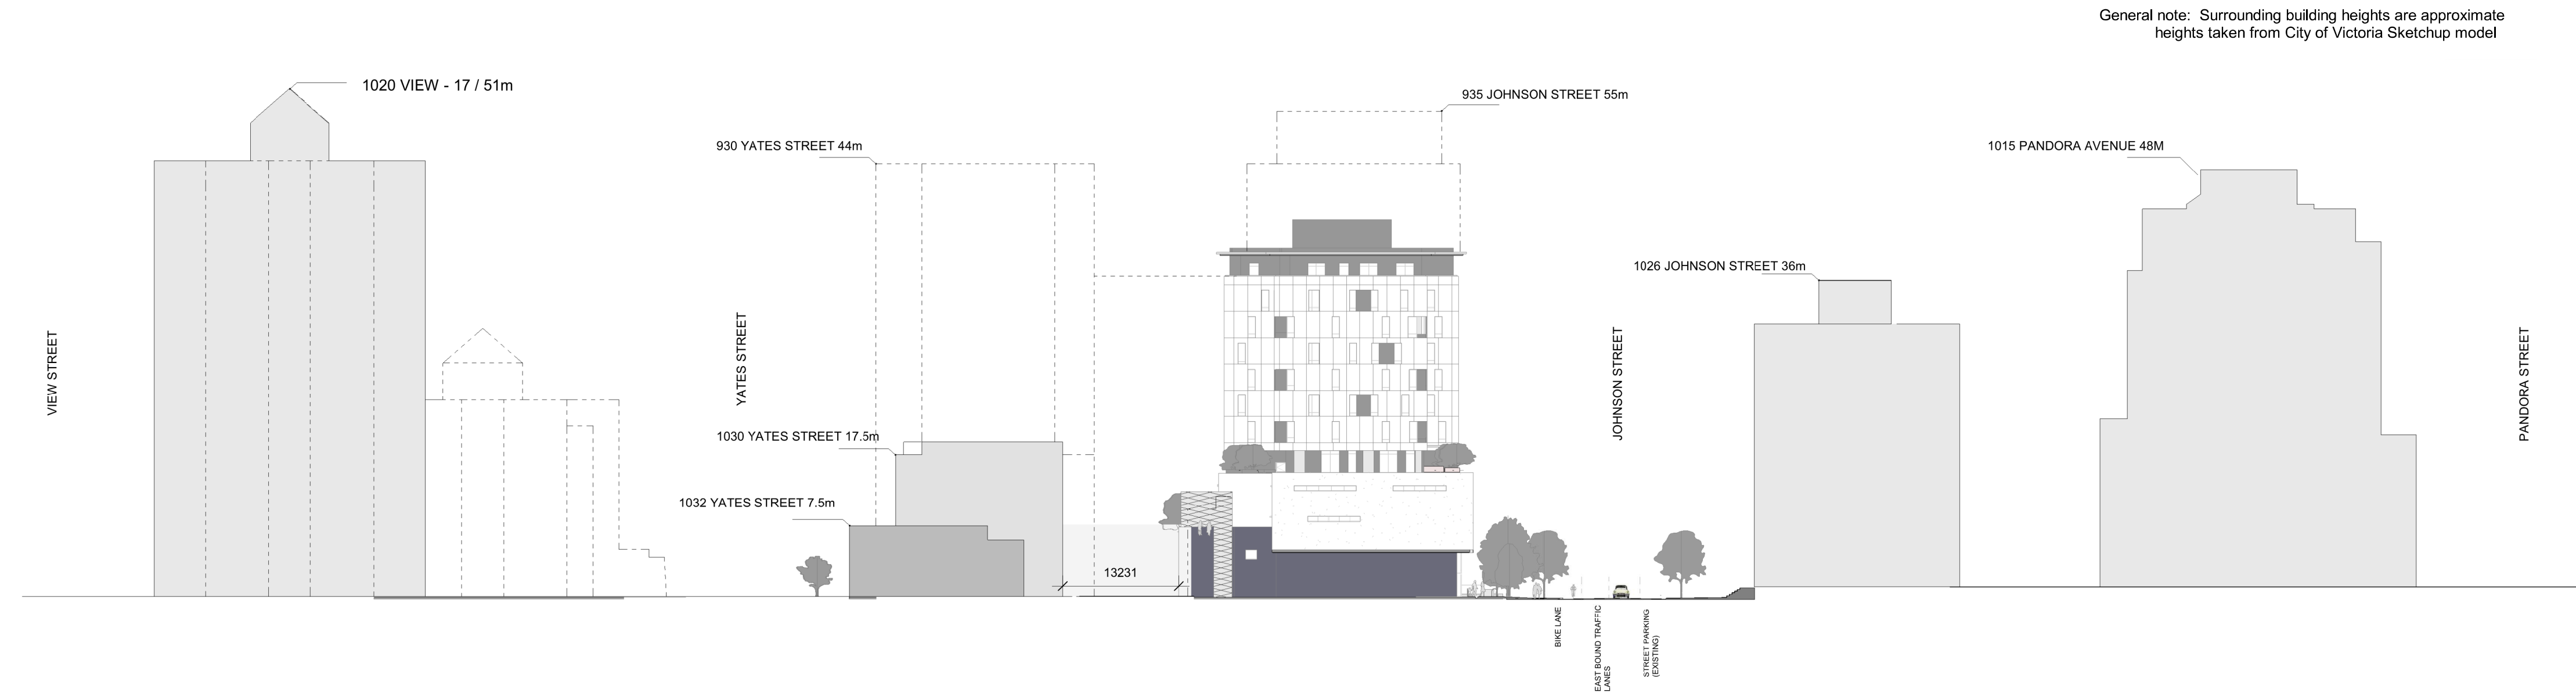 General note:  Surrounding building heights are approximate
heights taken from City of Victoria Sketchup model
1020 VIEW - 17 / 51m
935 JOHNSON STREET 55m
930 YATES STREET 44m
1015 PANDORA AVENUE 48M
1026 JOHNSON STREET 36m
VIEW STREET
YATES STREET
JOHNSON STREET
PANDORA STREET
1030 YATES STREET 17.5m
1032 YATES STREET 7.5m
13231
BIKE LANE
EAST BOUND TRAFFIC
LANES
STREET PARKING
(EXISTING)